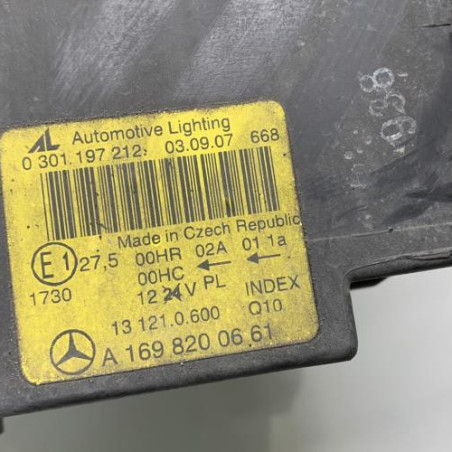 AL Automotive Lighting
0 301.197 212 03.09.07 668
Made in Czech Republic
E1 27,5 00HR 02A 01.1a
00HC ← ←
1730 12 24V PL INDEX
13 121.0.600 Q10
A 169 820 06 61
938